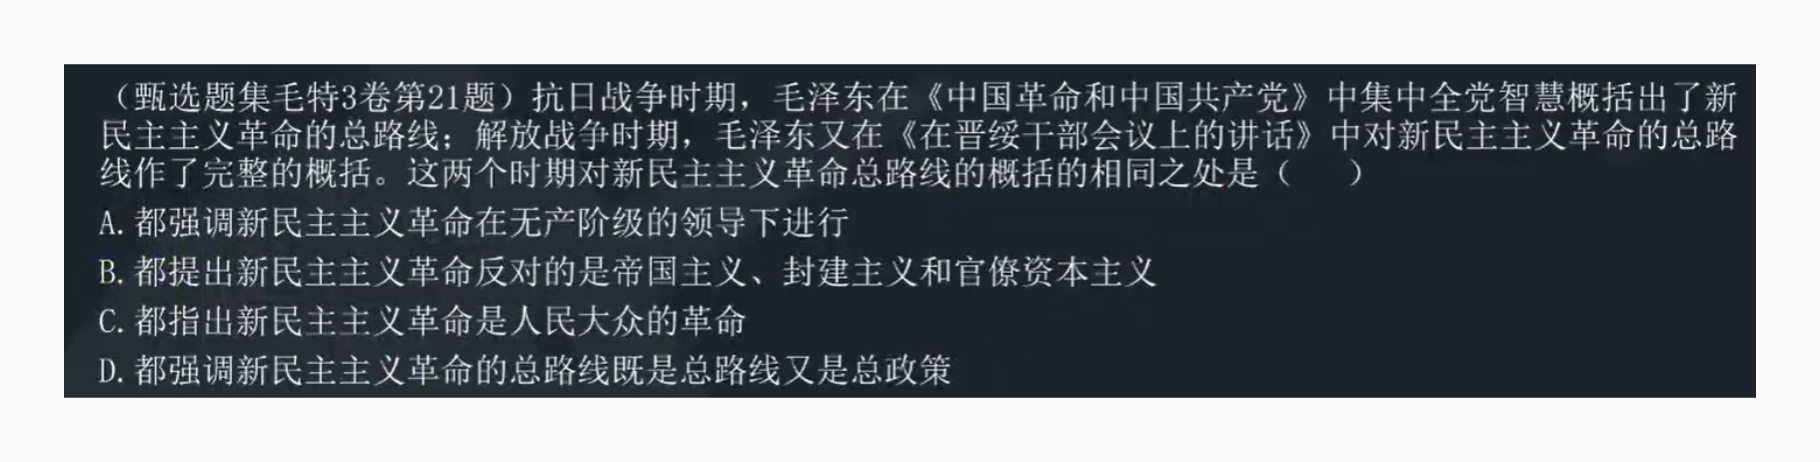 （甄选题集毛特3卷第21题）抗日战争时期，毛泽东在《中国革命和中国共产党》中集中全党智慧概括出了新
民主主义革命的总路线；解放战争时期，毛泽东又在《在晋绥干部会议上的讲话》中对新民主主义革命的总路
线作了完整的概括。这两个时期对新民主主义革命总路线的概括的相同之处是（　　）
A.都强调新民主主义革命在无产阶级的领导下进行
B.都提出新民主主义革命反对的是帝国主义、封建主义和官僚资本主义
C.都指出新民主主义革命是人民大众的革命
D.都强调新民主主义革命的总路线既是总路线又是总政策